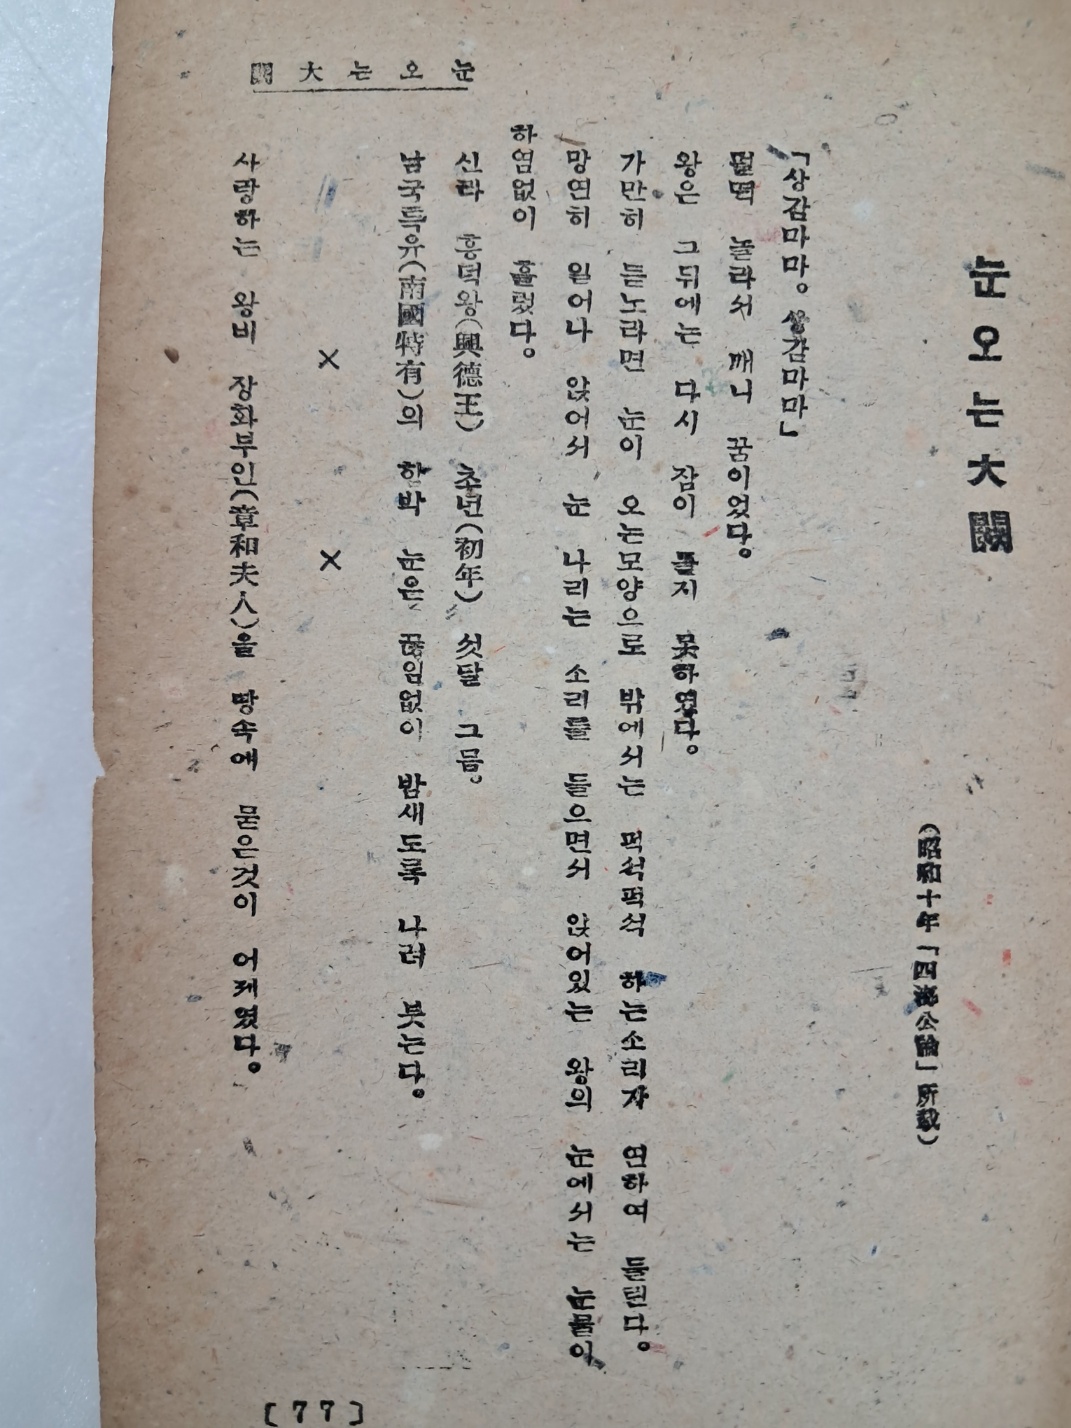 눈오는大闕
눈오는大闕
(昭和十年「四海公論」所載)
「상감마마。상감마마」
펄떡 놀라서 깨니 꿈이었다。
왕은 그뒤에는 다시 잠이 들지 못하였다。
가만히 듣노라면 눈이 오는모양으로 밖에서는 퍽석퍽석 하는소리자 연하여 들린다。
망연히 일어나 앉어서 눈 나리는 소리를 들으면서 앉어있는 왕의 눈에서는 눈물이
하염없이 흘렀다。
신라 흥덕왕(興德王) 초년(初年) 섯달 그믐。
남국특유(南國特有)의 함박 눈은 끊임없이 밤새도록 나려 붓는다。
× ×
사랑하는 왕비 장화부인(章和夫人)을 땅속에 묻은것이 어제였다。
[77]